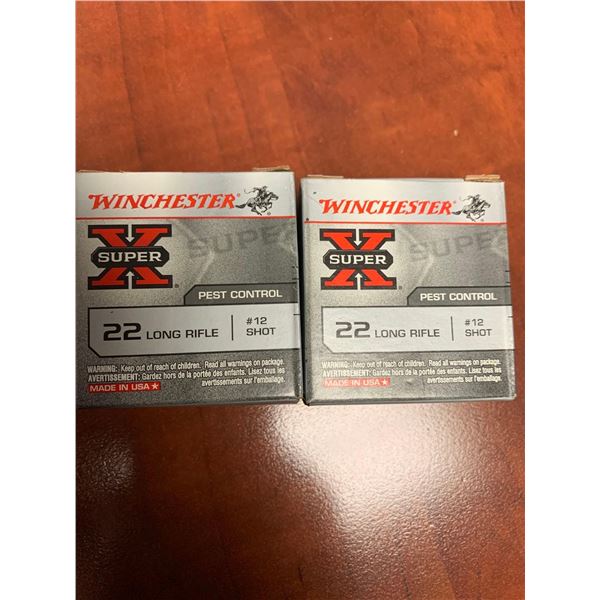 WINCHESTER®
SUPER
X
SUPER
®
PEST CONTROL
22 LONG RIFLE
#12
SHOT
WARNING: Keep out of reach of children. Read all warnings on package.
AVERTISSEMENT: Gardez hors de la portée des enfants. Lisez tous les
avertissements sur l'emballage.
MADE IN USA★
WINCHESTER®
SUPER
X
SUPER
®
PEST CONTROL
22 LONG RIFLE
#12
SHOT
WARNING: Keep out of reach of children. Read all warnings on package.
AVERTISSEMENT: Gardez hors de la portée des enfants. Lisez tous les
avertissements sur l'emballage.
MADE IN USA★